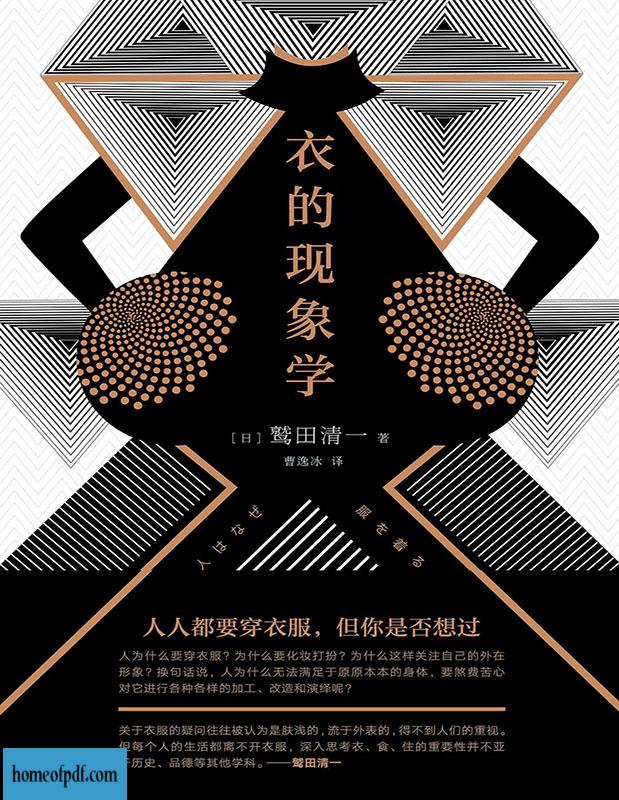 衣的现象学
［日］鹫田清一 著
曹逸冰 译
人はなぜ
服を着る
人人都要穿衣服，但你是否想过
人为什么要穿衣服？为什么要化妆打扮？为什么这样关注自己的外在
形象？换句话说，人为什么无法满足于原原本本的身体，要煞费苦心
对它进行各种各样的加工、改造和演绎呢？
关于衣服的疑问往往被认为是肤浅的，流于外表的，得不到人们的重视。
但每个人的生活都离不开衣服，深入思考衣、食、住的重要性并不亚
于历史、品德等其他学科。——鹫田清一
homeofpdf.com